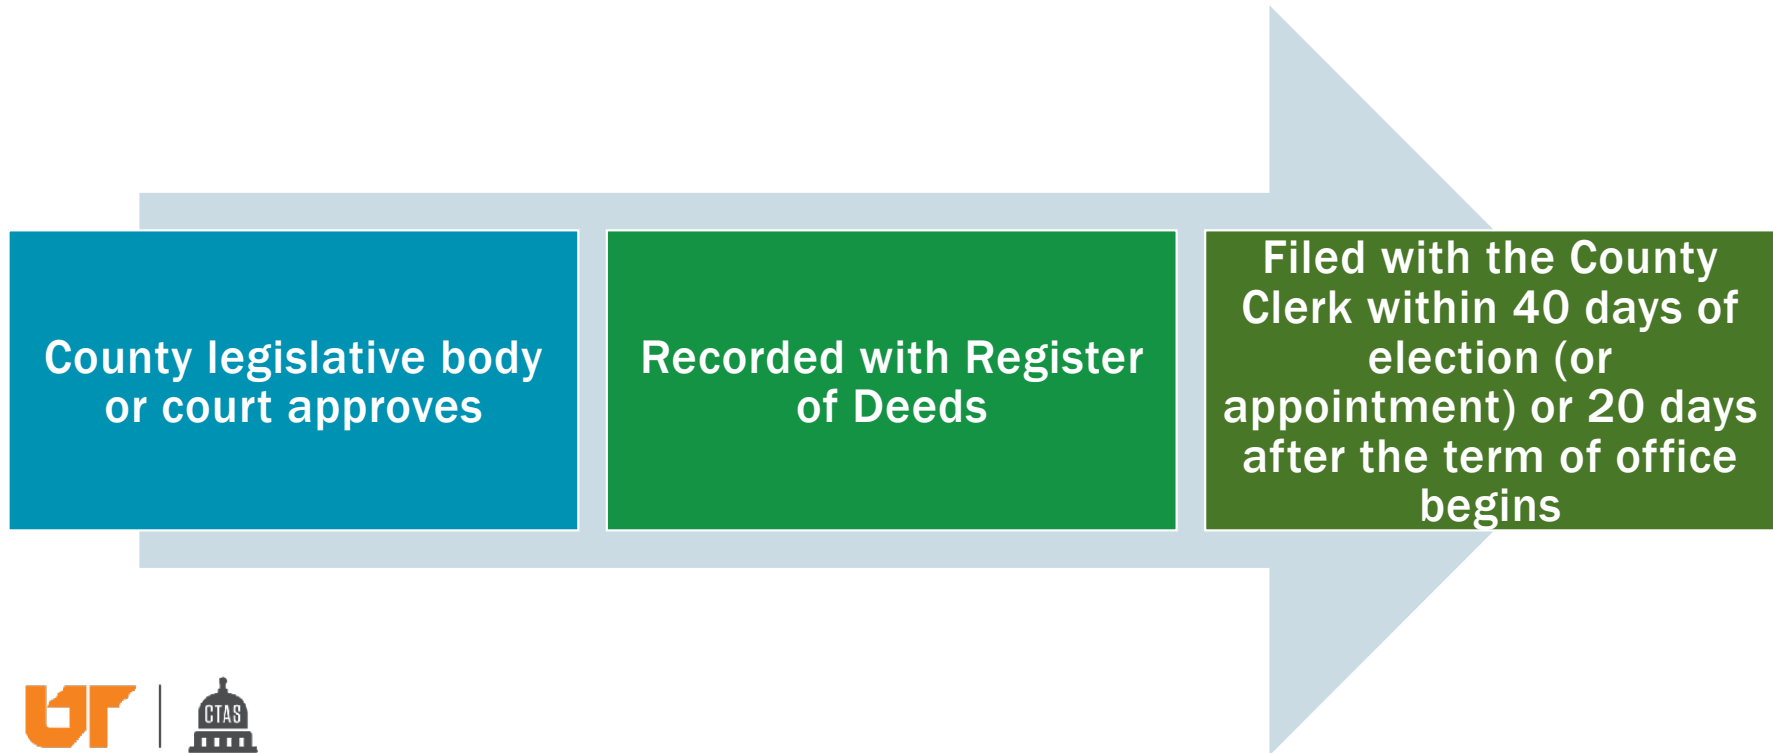 County legislative body
or court approves
Recorded with Register
of Deeds
Filed with the County
Clerk within 40 days of
election (or
appointment) or 20 days
after the term of office
begins
UT
CTAS